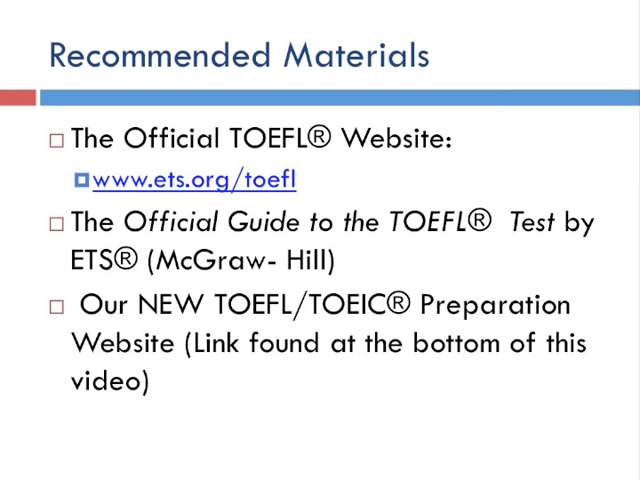 Recommended Materials
The Official TOEFL® Website:
www.ets.org/toefl
The Official Guide to the TOEFL® Test by
ETS® (McGraw- Hill)
Our NEW TOEFL/TOEIC® Preparation
Website (Link found at the bottom of this
video)